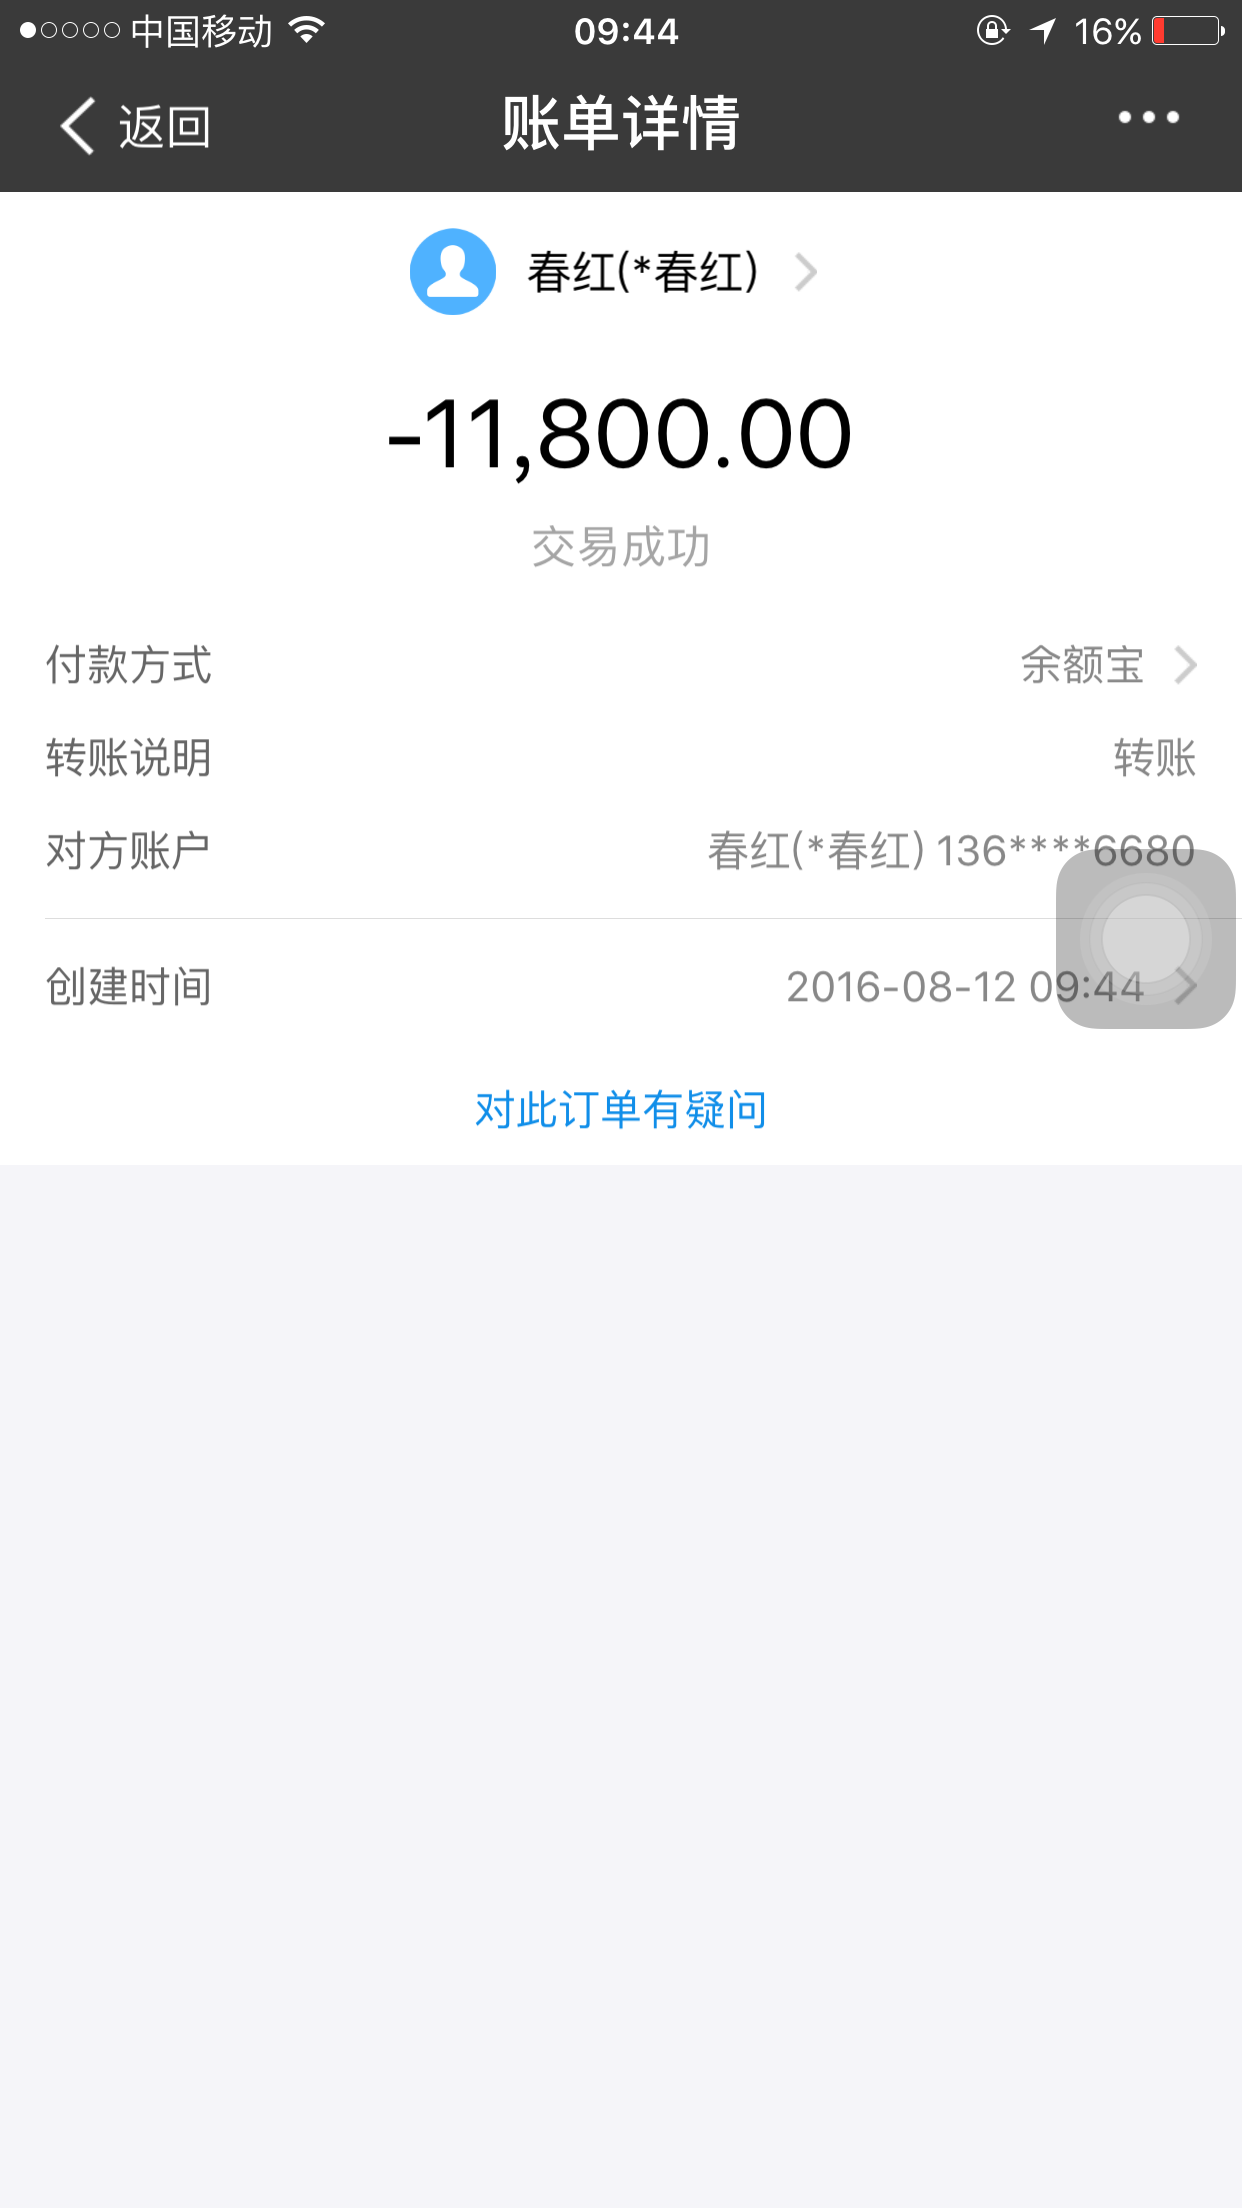 中国移动 09:44 16%
返回 账单详情
春红(*春红)
-11,800.00
交易成功
付款方式 余额宝
转账说明 转账
对方账户 春红(*春红) 136****6680
创建时间 2016-08-12 09:44
对此订单有疑问